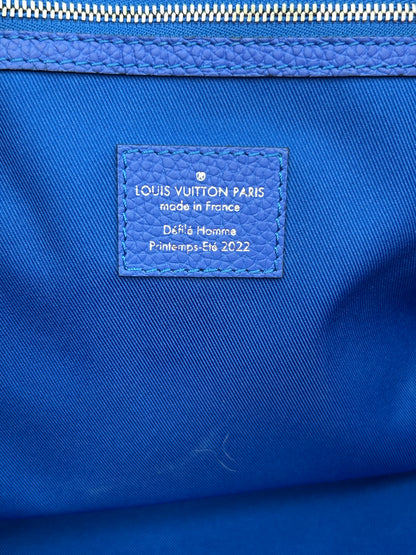 LOUIS VUITTON PARIS
made in France
Défilé Homme
Printemps-Eté 2022